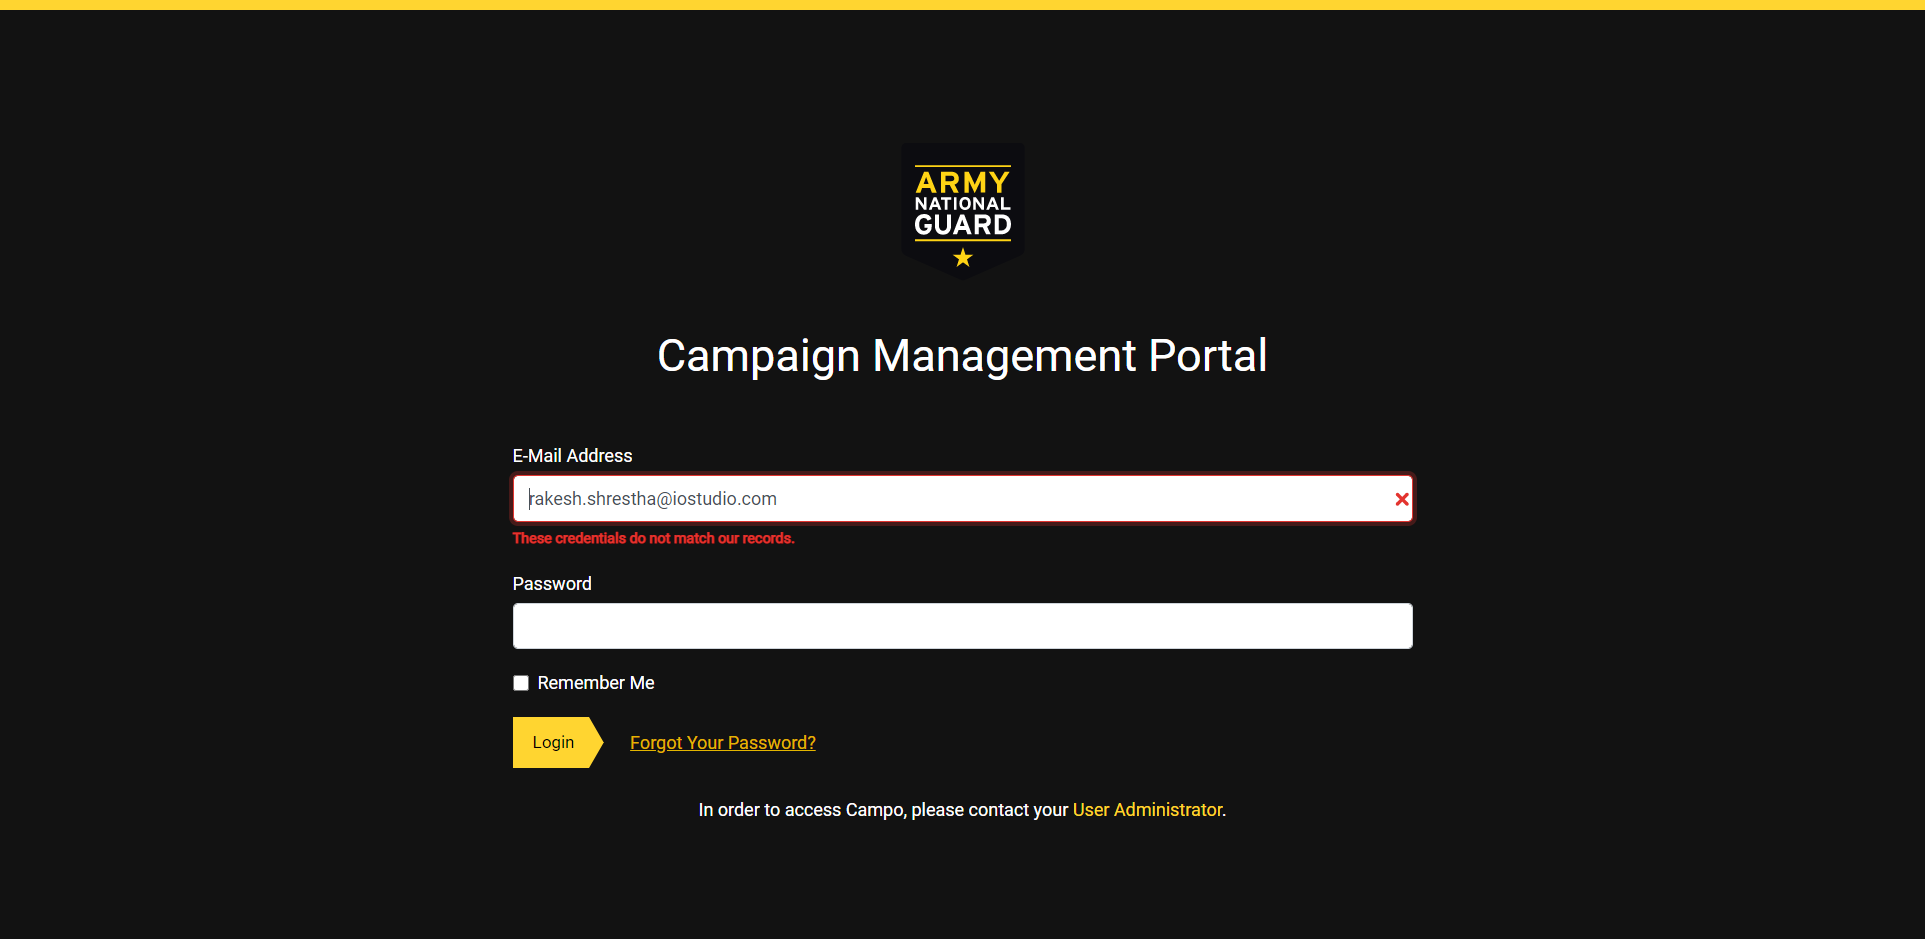 ARMY
NATIONAL
GUARD
Campaign Management Portal
E-Mail Address
rakesh.shrestha@iostudio.com
These credentials do not match our records.
Password
Remember Me
Login
Forgot Your Password?
In order to access Campo, please contact your User Administrator.